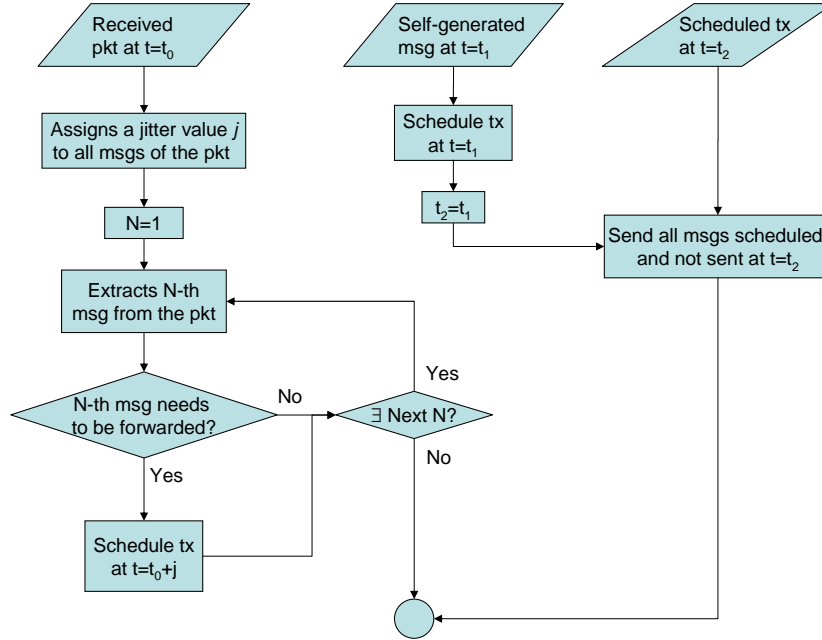 Received
pkt at t=t₀
Assigns a jitter value j
to all msgs of the pkt
N=1
Extracts N-th
msg from the pkt
N-th msg needs
to be forwarded?
No
Yes
Schedule tx
at t=t₀+j
Yes
∃ Next N?
No
Self-generated
msg at t=t₁
Schedule tx
at t=t₁
t₂=t₁
Scheduled tx
at t=t₂
Send all msgs scheduled
and not sent at t=t₂